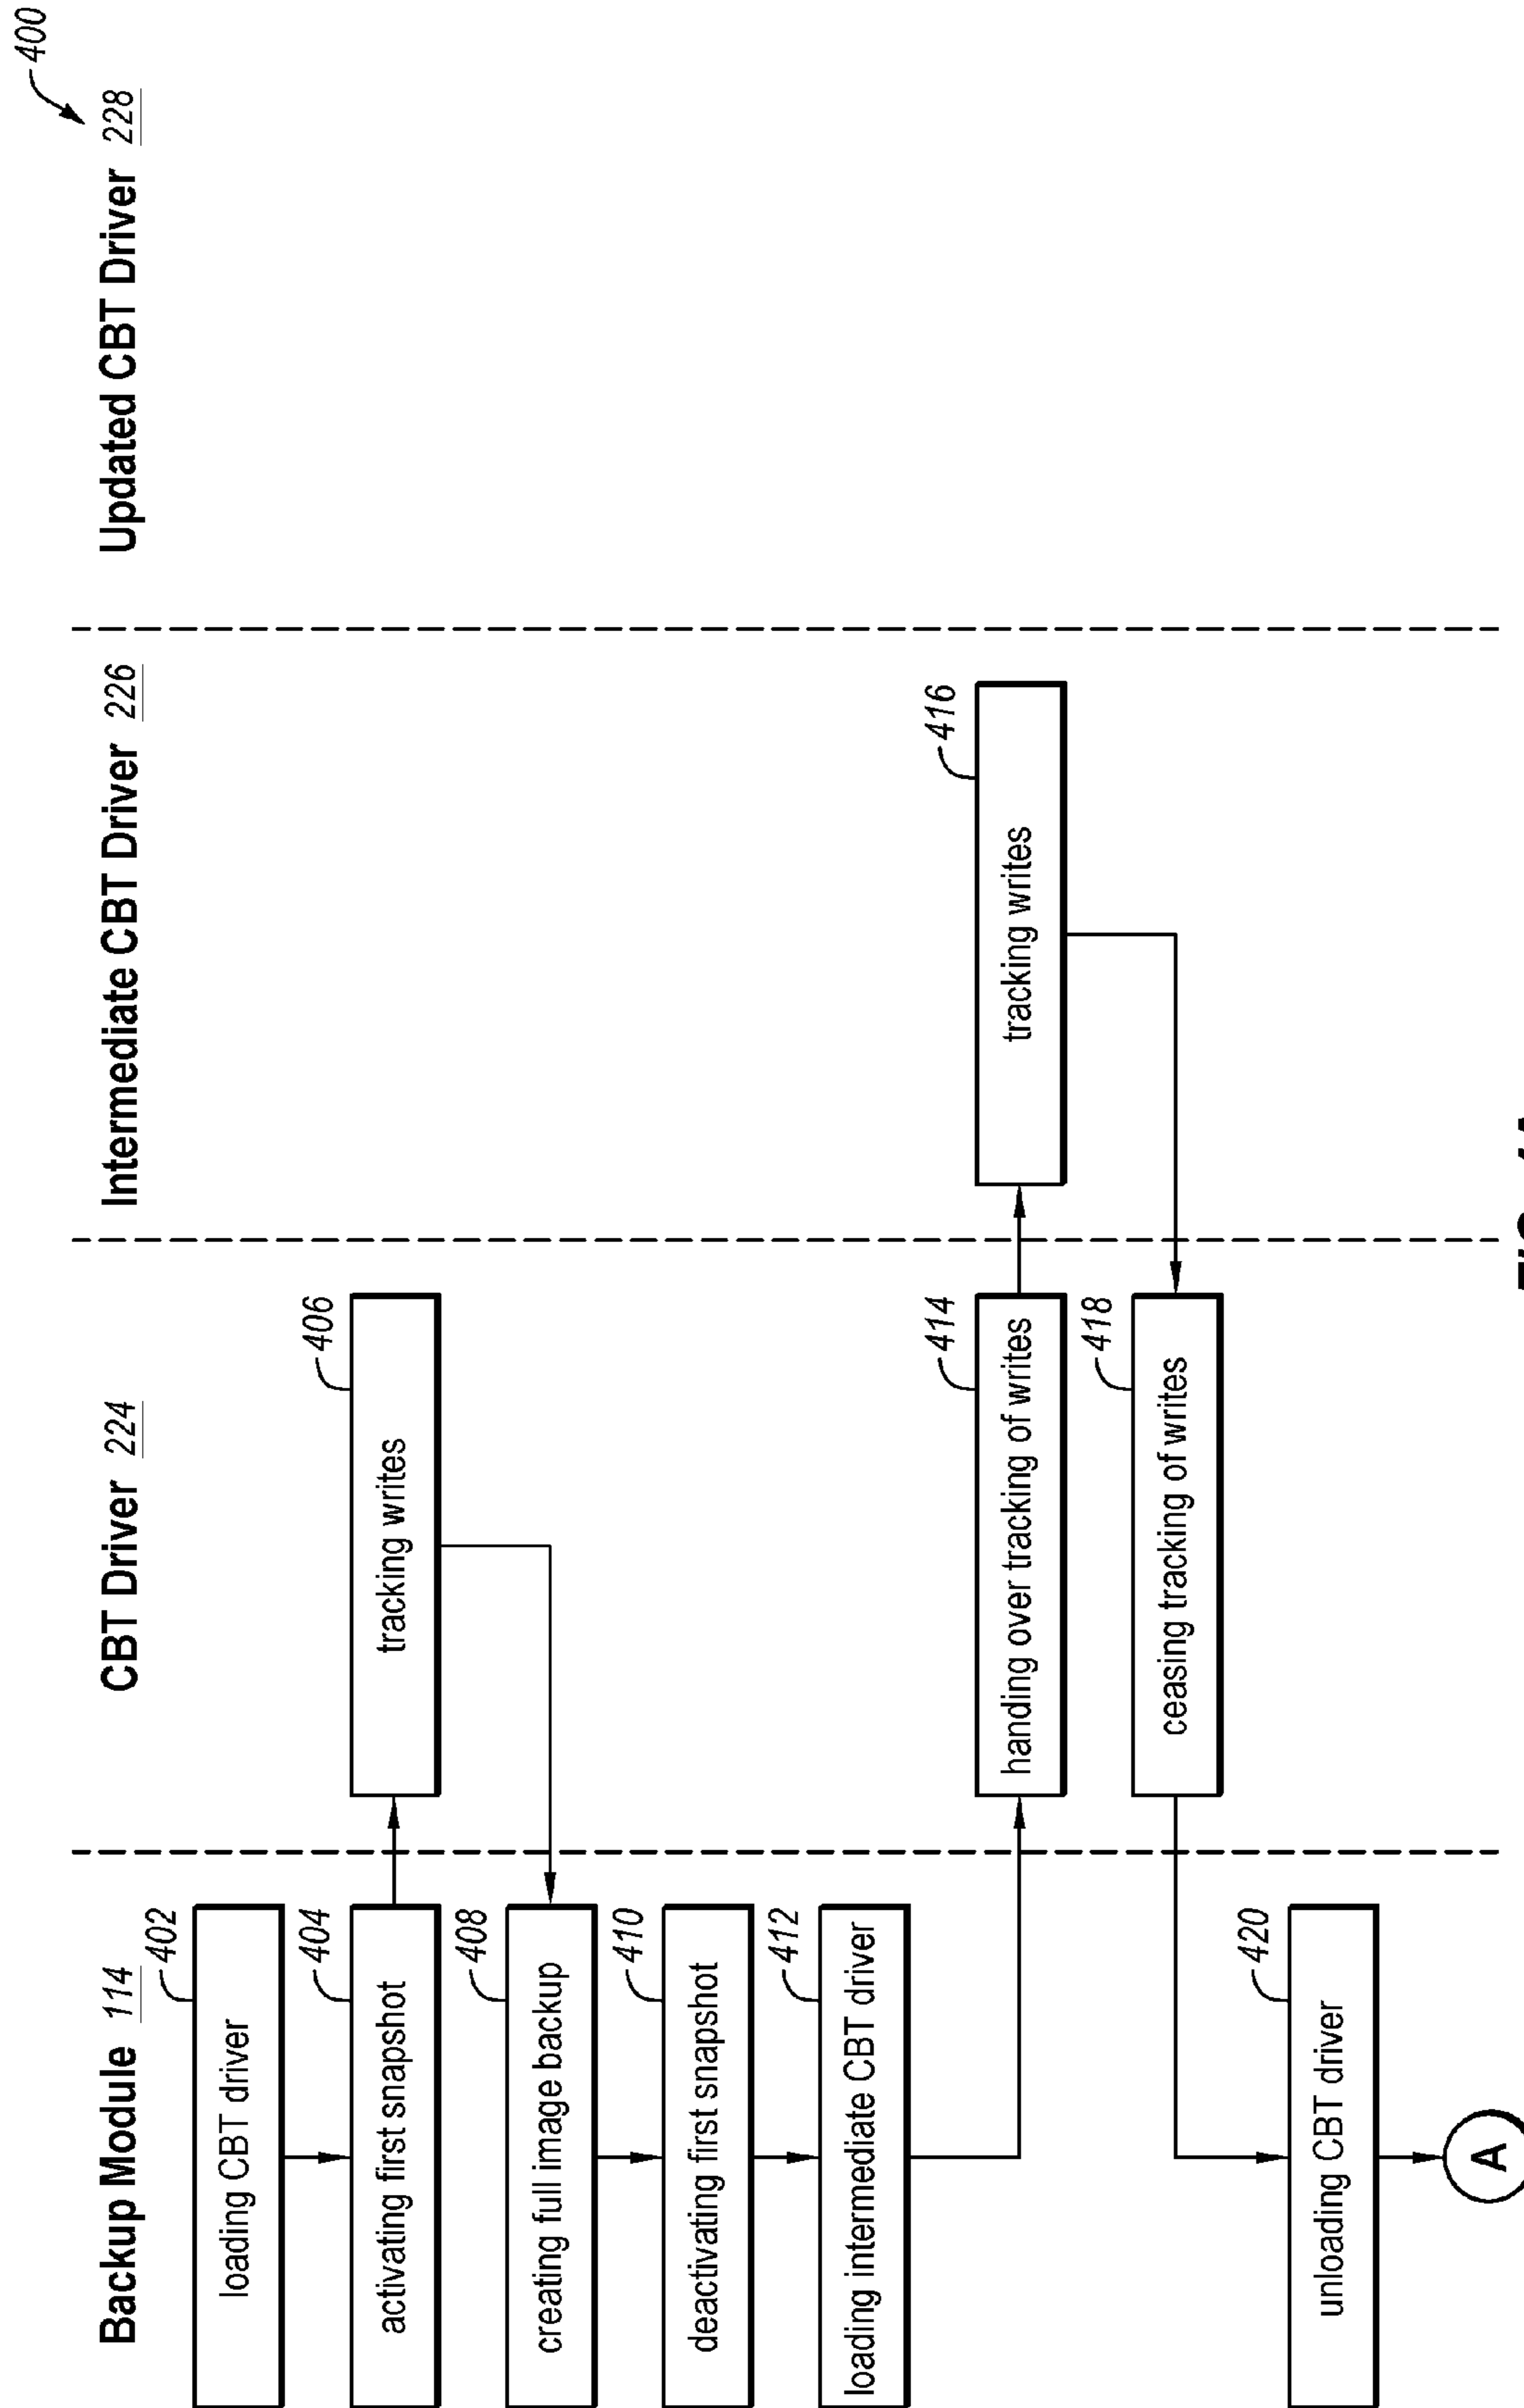 400
Backup Module 114
CBT Driver 224
Intermediate CBT Driver 226
Updated CBT Driver 228
402
loading CBT driver
404
activating first snapshot
406
tracking writes
408
creating full image backup
410
deactivating first snapshot
412
loading intermediate CBT driver
414
handing over tracking of writes
416
tracking writes
418
ceasing tracking of writes
420
unloading CBT driver
A